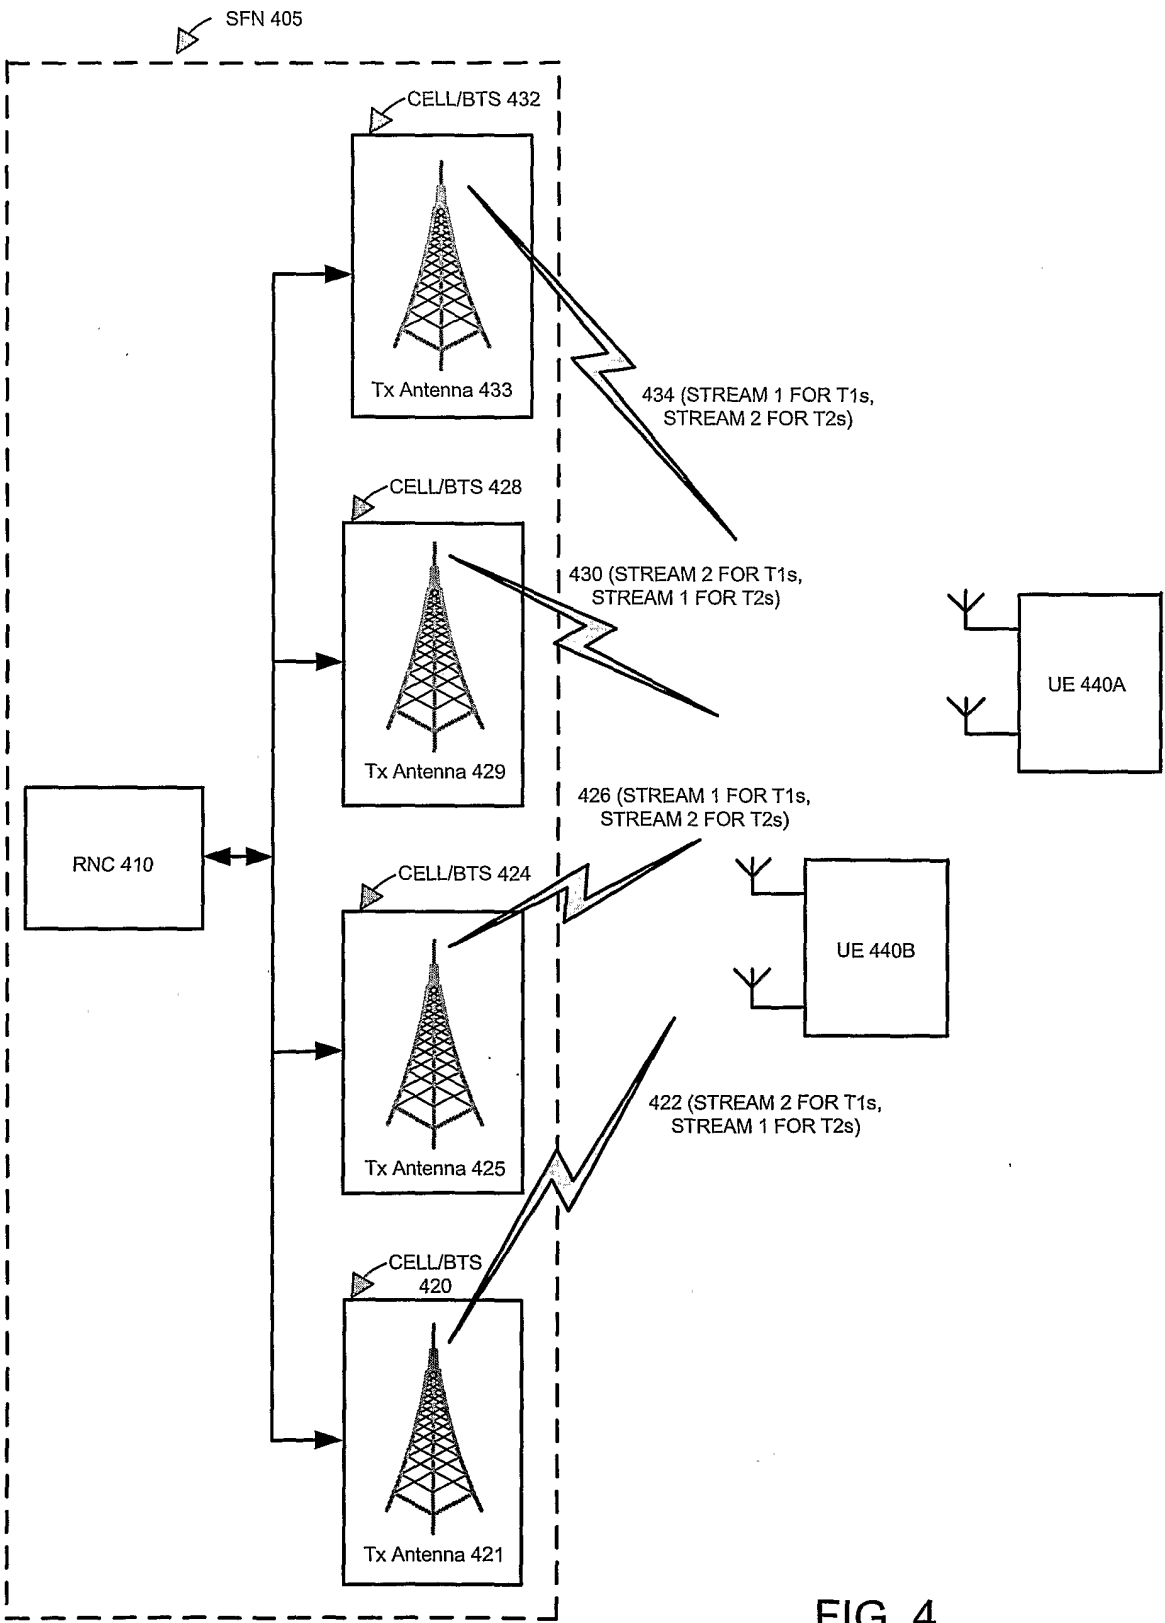 SFN 405
CELL/BTS 432
Tx Antenna 433
434 (STREAM 1 FOR T1s,
STREAM 2 FOR T2s)
CELL/BTS 428
430 (STREAM 2 FOR T1s,
STREAM 1 FOR T2s)
Tx Antenna 429
UE 440A
426 (STREAM 1 FOR T1s,
STREAM 2 FOR T2s)
RNC 410
CELL/BTS 424
UE 440B
Tx Antenna 425
422 (STREAM 2 FOR T1s,
STREAM 1 FOR T2s)
CELL/BTS
420
Tx Antenna 421
FIG. 4